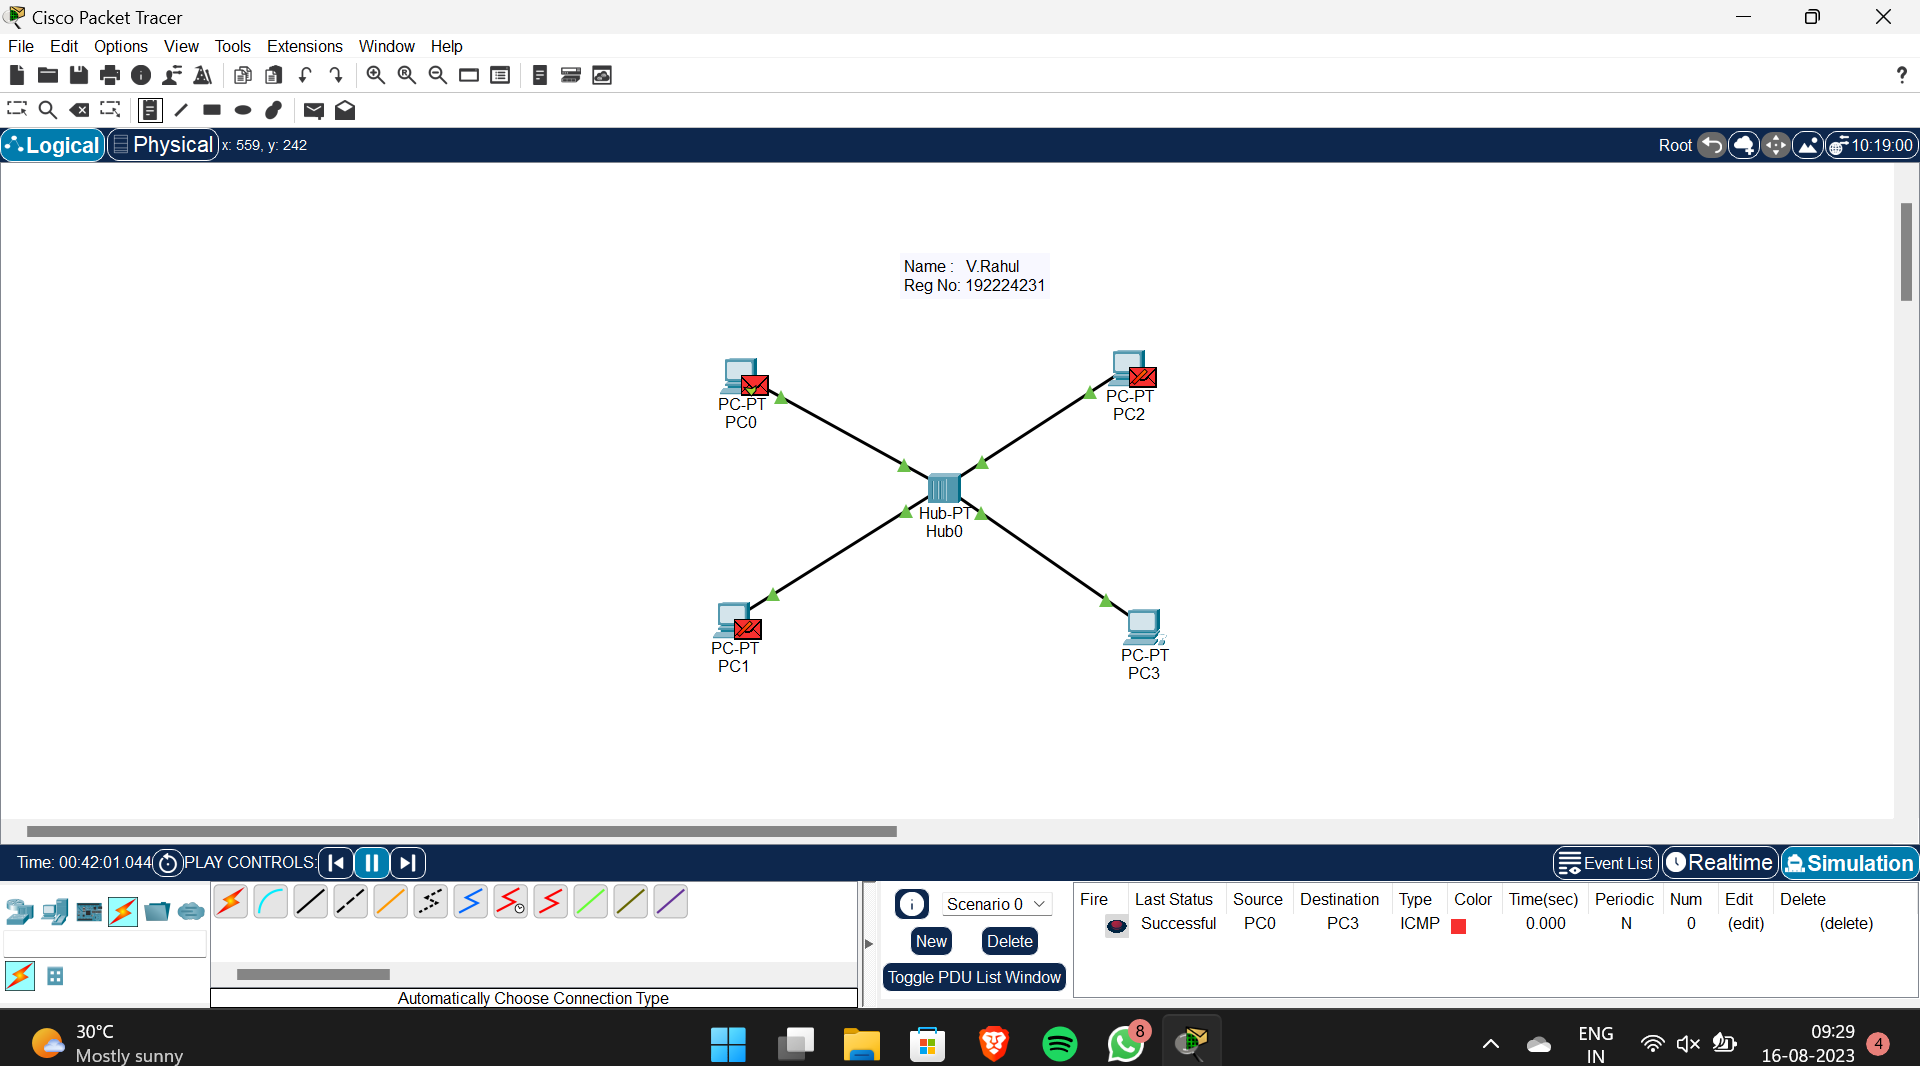 Cisco Packet Tracer
File Edit Options View Tools Extensions Window Help
?
Logical Physical x: 559, y: 242 Root 10:19:00
Name : V.Rahul
Reg No: 192224231
PC-PT
PC0
PC-PT
PC2
Hub-PT
Hub0
PC-PT
PC1
PC-PT
PC3
Time: 00:42:01.044 PLAY CONTROLS: Event List Realtime Simulation
Scenario 0
New Delete
Toggle PDU List Window
Fire Last Status Source Destination Type Color Time(sec) Periodic Num Edit Delete
Successful PC0 PC3 ICMP 0.000 N 0 (edit) (delete)
Automatically Choose Connection Type
30°C
Mostly sunny
8
ENG
IN
09:29
16-08-2023
4